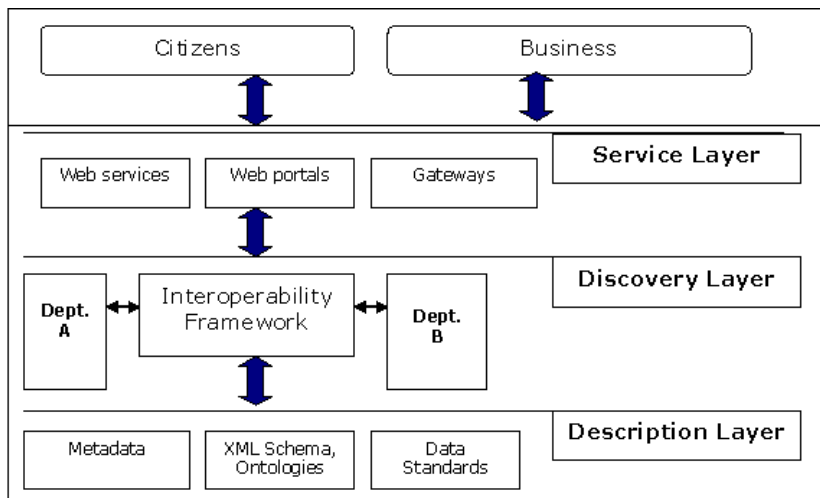 Citizens
Business
Service Layer
Web services
Web portals
Gateways
Discovery Layer
Dept.
A
Interoperability
Framework
Dept.
B
Description Layer
Metadata
XML Schema,
Ontologies
Data
Standards